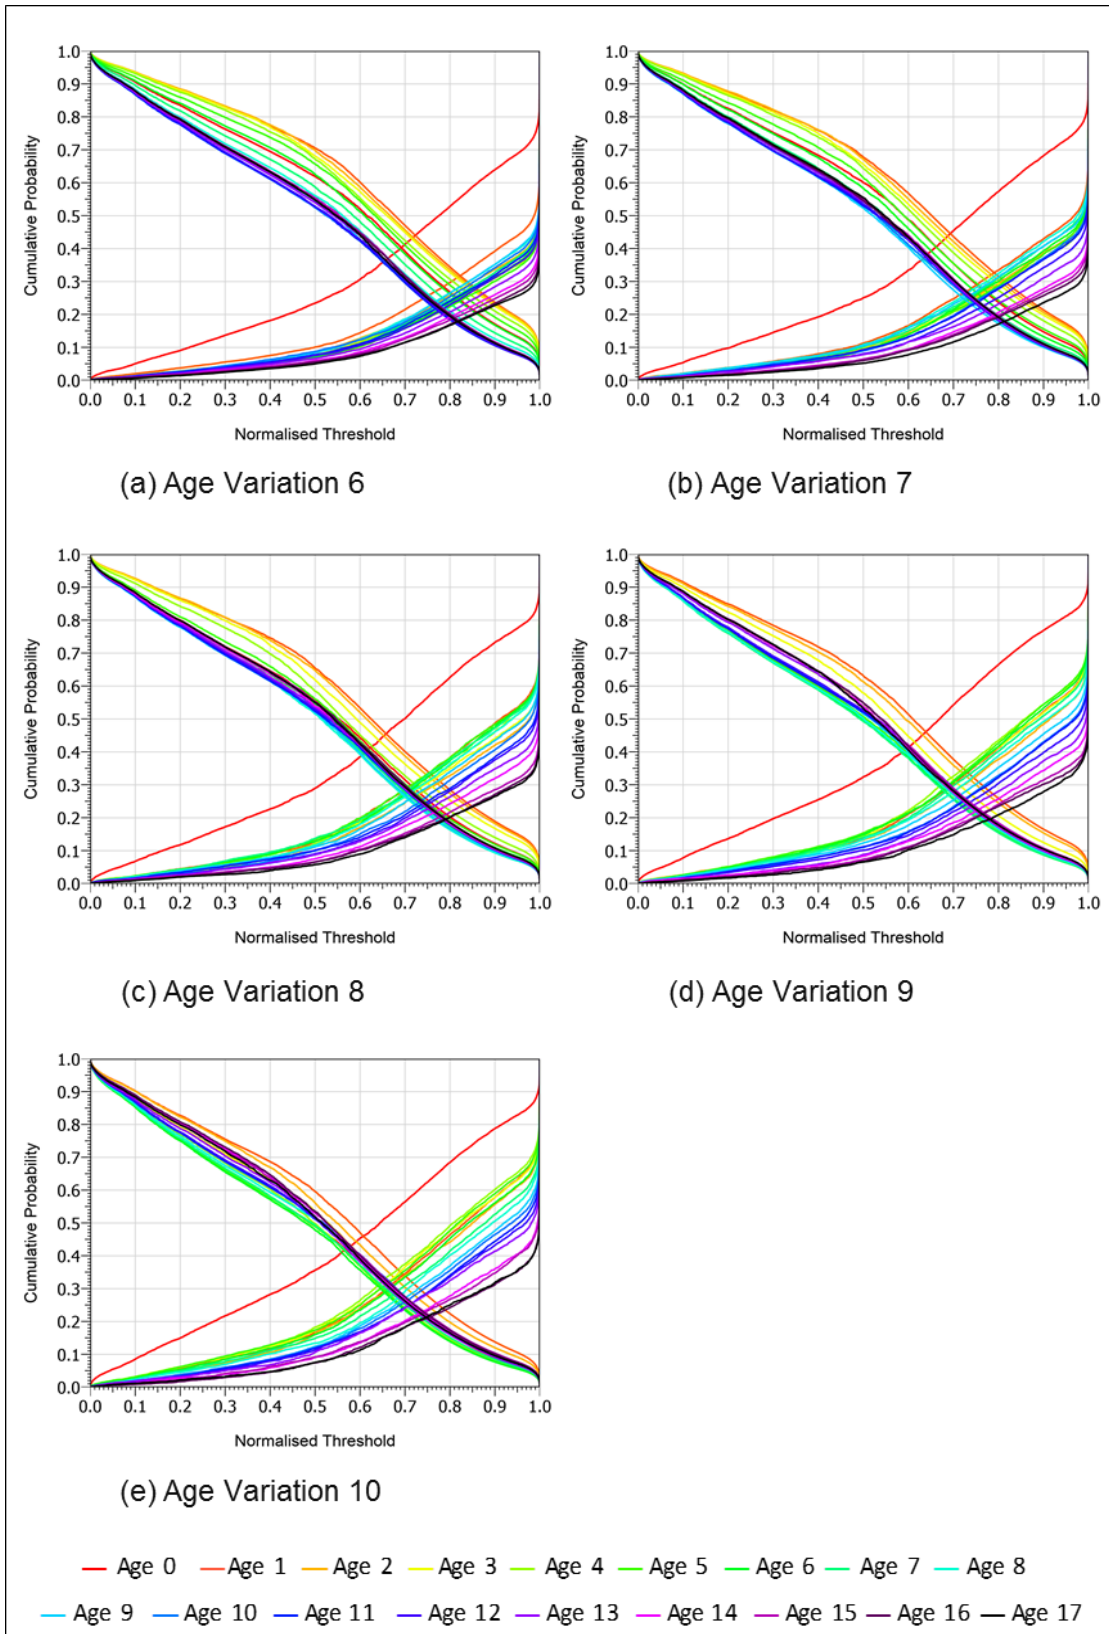 1.0
0.9
0.8
0.7
0.6
0.5
0.4
0.3
0.2
0.1
0.0
Cumulative Probability
0.0 0.1 0.2 0.3 0.4 0.5 0.6 0.7 0.8 0.9 1.0
Normalised Threshold
(a) Age Variation 6
1.0
0.9
0.8
0.7
0.6
0.5
0.4
0.3
0.2
0.1
0.0
Cumulative Probability
0.0 0.1 0.2 0.3 0.4 0.5 0.6 0.7 0.8 0.9 1.0
Normalised Threshold
(b) Age Variation 7
1.0
0.9
0.8
0.7
0.6
0.5
0.4
0.3
0.2
0.1
0.0
Cumulative Probability
0.0 0.1 0.2 0.3 0.4 0.5 0.6 0.7 0.8 0.9 1.0
Normalised Threshold
(c) Age Variation 8
1.0
0.9
0.8
0.7
0.6
0.5
0.4
0.3
0.2
0.1
0.0
Cumulative Probability
0.0 0.1 0.2 0.3 0.4 0.5 0.6 0.7 0.8 0.9 1.0
Normalised Threshold
(d) Age Variation 9
1.0
0.9
0.8
0.7
0.6
0.5
0.4
0.3
0.2
0.1
0.0
Cumulative Probability
0.0 0.1 0.2 0.3 0.4 0.5 0.6 0.7 0.8 0.9 1.0
Normalised Threshold
(e) Age Variation 10
Age 0 Age 1 Age 2 Age 3 Age 4 Age 5 Age 6 Age 7 Age 8
Age 9 Age 10 Age 11 Age 12 Age 13 Age 14 Age 15 Age 16 Age 17